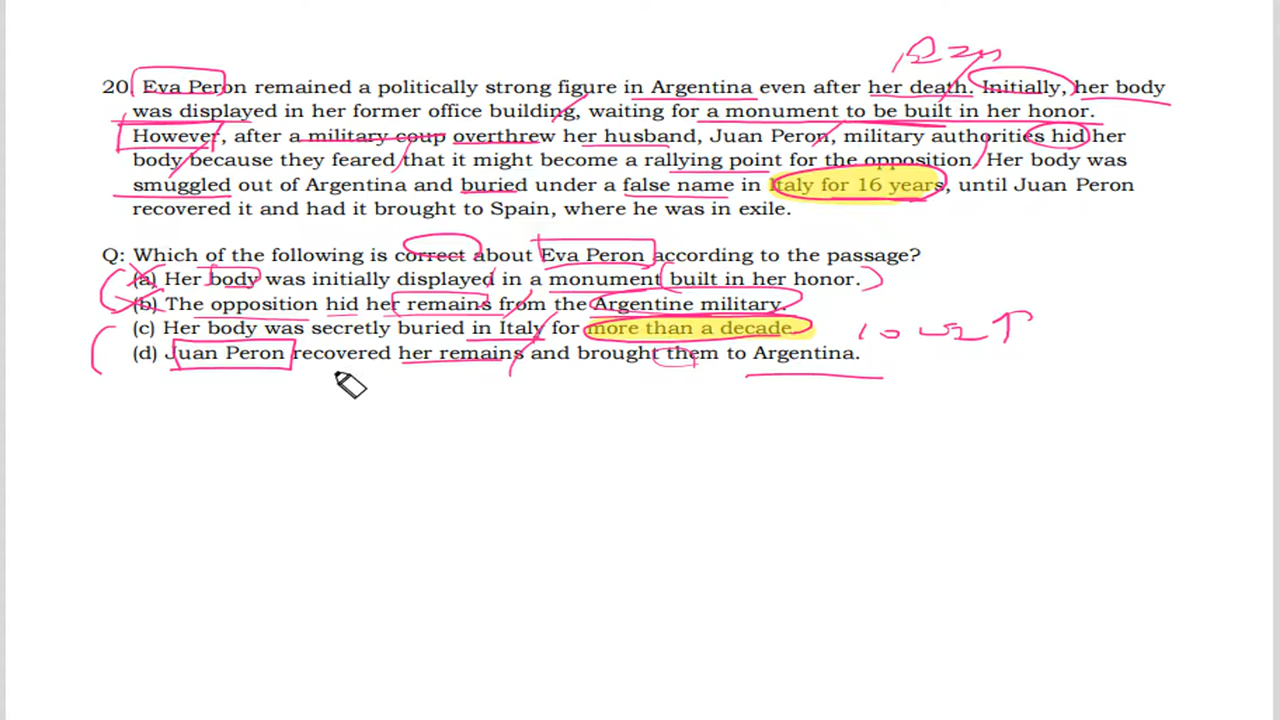 20. Eva Peron remained a politically strong figure in Argentina even after her death. Initially, her body
was displayed in her former office building, waiting for a monument to be built in her honor.
However, after a military coup overthrew her husband, Juan Peron, military authorities hid her
body because they feared that it might become a rallying point for the opposition. Her body was
smuggled out of Argentina and buried under a false name in Italy for 16 years, until Juan Peron
recovered it and had it brought to Spain, where he was in exile.
Q: Which of the following is correct about Eva Peron according to the passage?
(a) Her body was initially displayed in a monument built in her honor.
(b) The opposition hid her remains from the Argentine military.
(c) Her body was secretly buried in Italy for more than a decade.
(d) Juan Peron recovered her remains and brought them to Argentina.